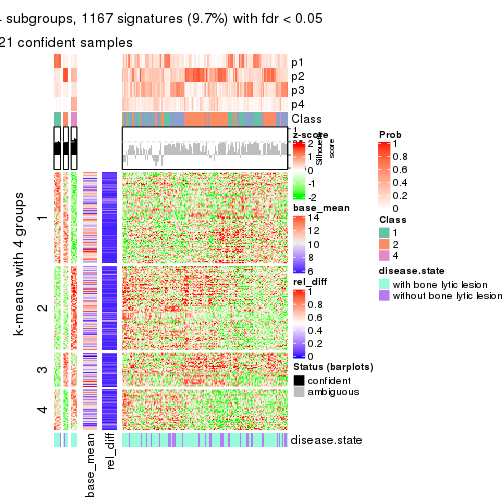 subgroups, 1167 signatures (9.7%) with fdr < 0.05
21 confident samples
p1
p2
p3
p4
Class
1
Silhouette
score
k-means with 4 groups
1
2
3
4
base_mean
rel_diff
disease.state
z-score
2
1
0
-1
-2
base_mean
14
12
10
8
6
rel_diff
1
0.8
0.6
0.4
0.2
0
Status (barplots)
confident
ambiguous
Prob
1
0.8
0.6
0.4
0.2
0
Class
1
2
4
disease.state
with bone lytic lesion
without bone lytic lesion